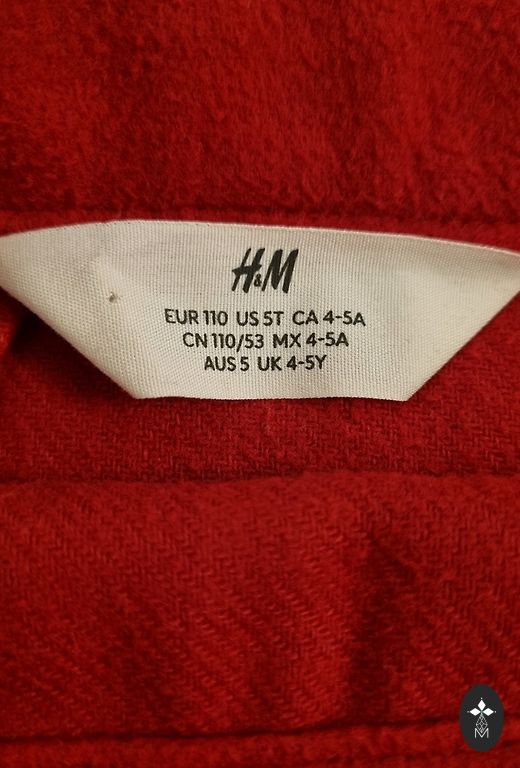 H&M
EUR 110 US 5T CA 4-5A
CN 110/53 MX 4-5A
AUS 5 UK 4-5Y
M